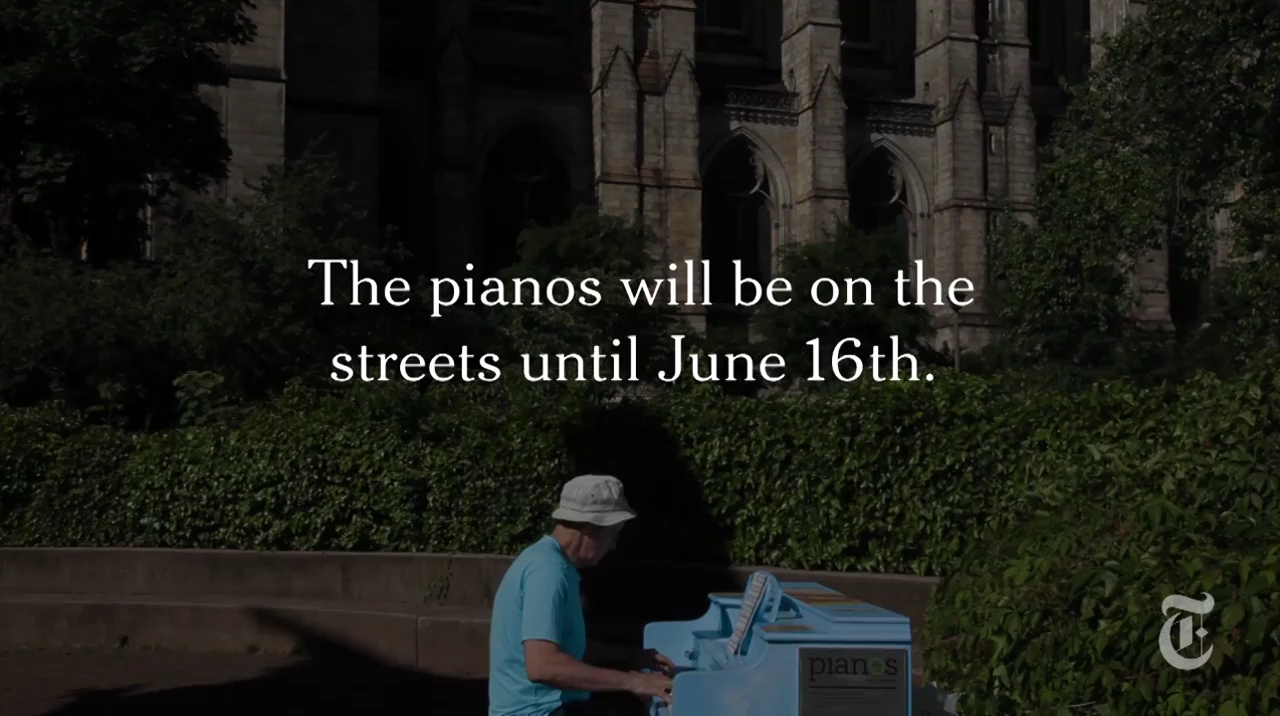 The pianos will be on the
streets until June 16th.
pianos